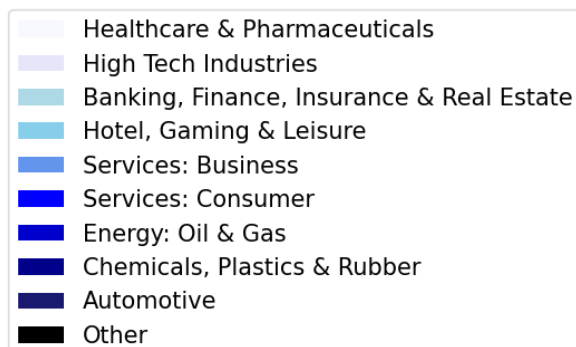 Healthcare & Pharmaceuticals
High Tech Industries
Banking, Finance, Insurance & Real Estate
Hotel, Gaming & Leisure
Services: Business
Services: Consumer
Energy: Oil & Gas
Chemicals, Plastics & Rubber
Automotive
Other